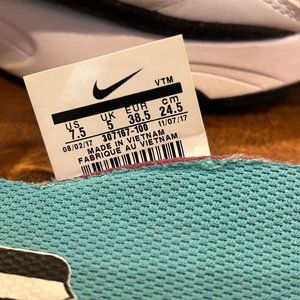 VTM
US UK EUR cm
7.5 5 38.5 24.5
08/02/17 307167-100 11/07/17
MADE IN VIETNAM
FABRIQUE AU VIETNAM